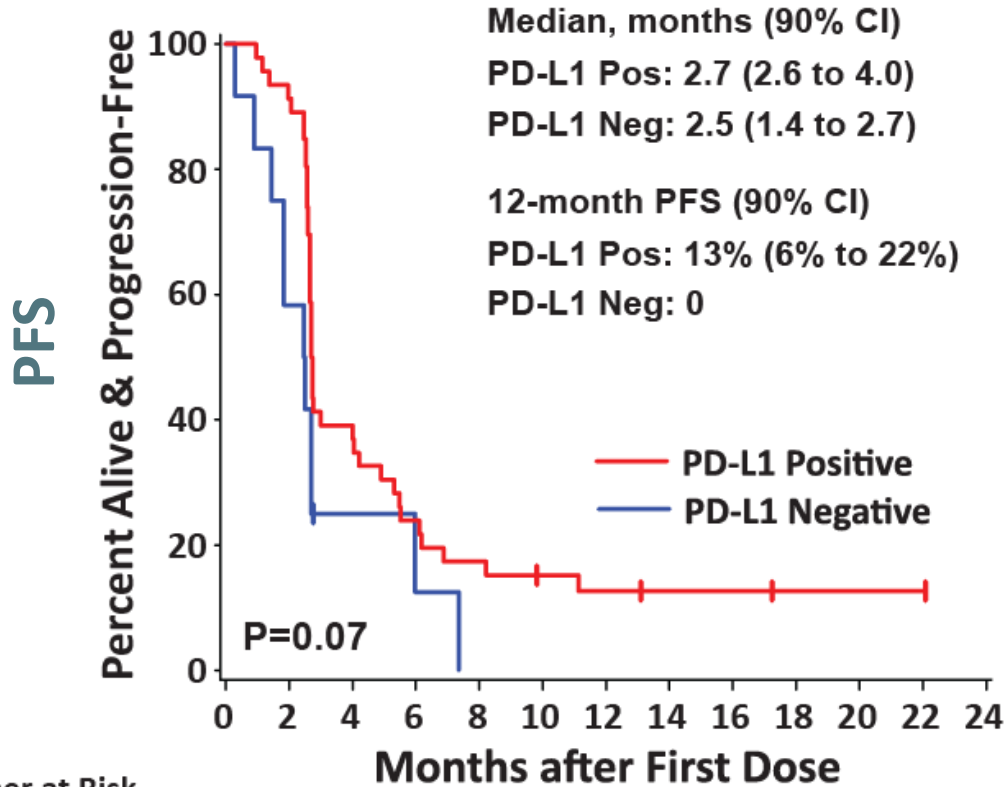 PFS
Percent Alive & Progression-Free
100
80
60
40
20
0
Median, months (90% CI)
PD-L1 Pos: 2.7 (2.6 to 4.0)
PD-L1 Neg: 2.5 (1.4 to 2.7)
12-month PFS (90% CI)
PD-L1 Pos: 13% (6% to 22%)
PD-L1 Neg: 0
PD-L1 Positive
PD-L1 Negative
P=0.07
0 2 4 6 8 10 12 14 16 18 20 22 24
Months after First Dose
at Risk